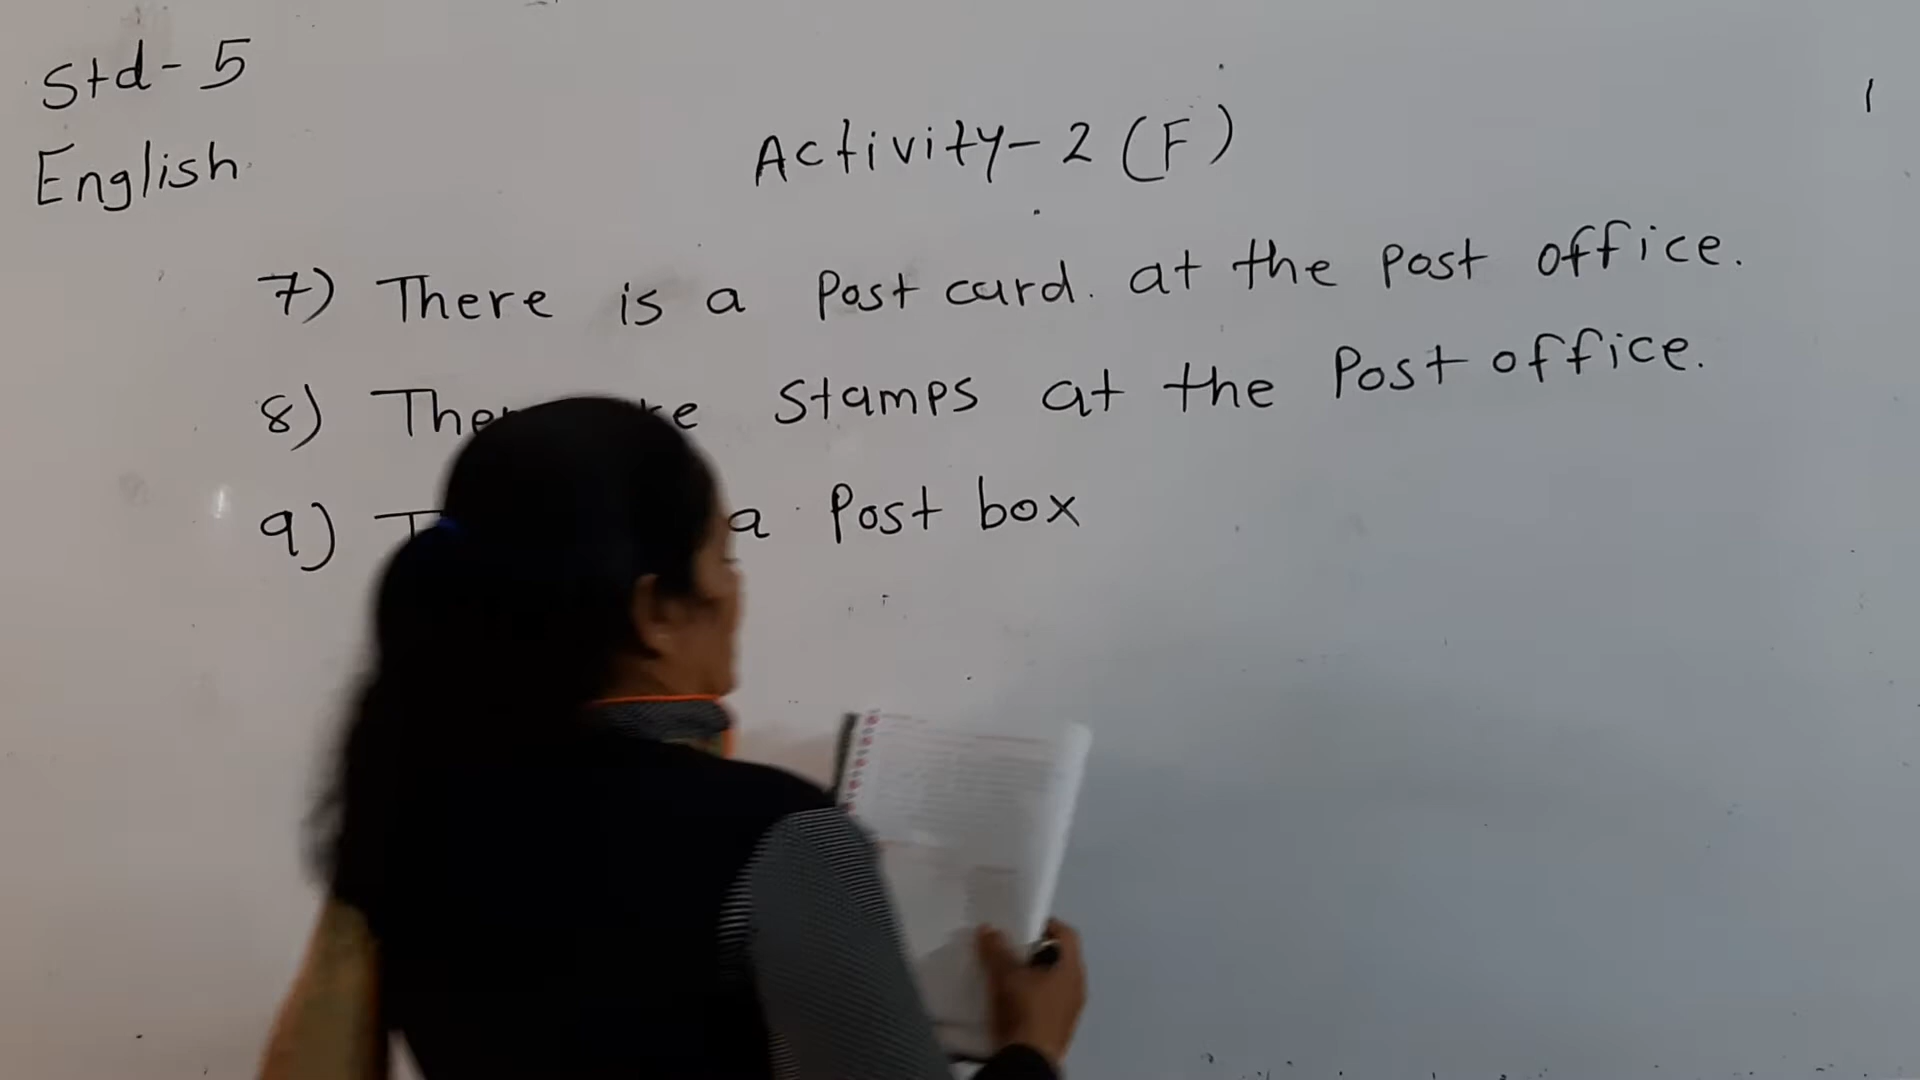 Std- 5
English
Activity- 2 (F)
7) There is a Post card. at the Post office.
8) stamps at the Post office.
9) a Post box